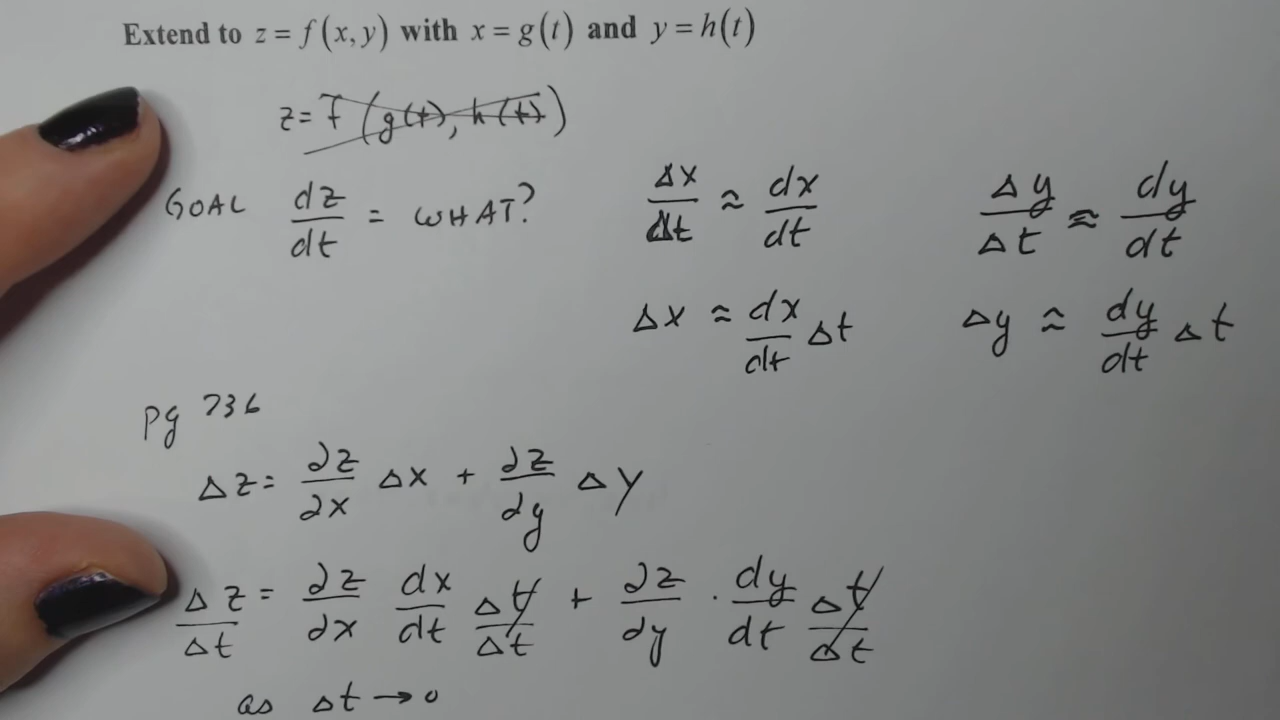 Extend to z = f(x, y) with x = g(t) and y = h(t)
z = f(g(t), h(t))
GOAL dz/dt = WHAT?
Δx/Δt ≈ dx/dt
Δy/Δt ≈ dy/dt
Δx ≈ dx/dt Δt
Δy ≈ dy/dt Δt
pg 736
Δz = ∂z/∂x Δx + ∂z/∂y Δy
Δz/Δt = ∂z/∂x dx/dt Δt/Δt + ∂z/∂y · dy/dt Δt/Δt
as Δt → 0